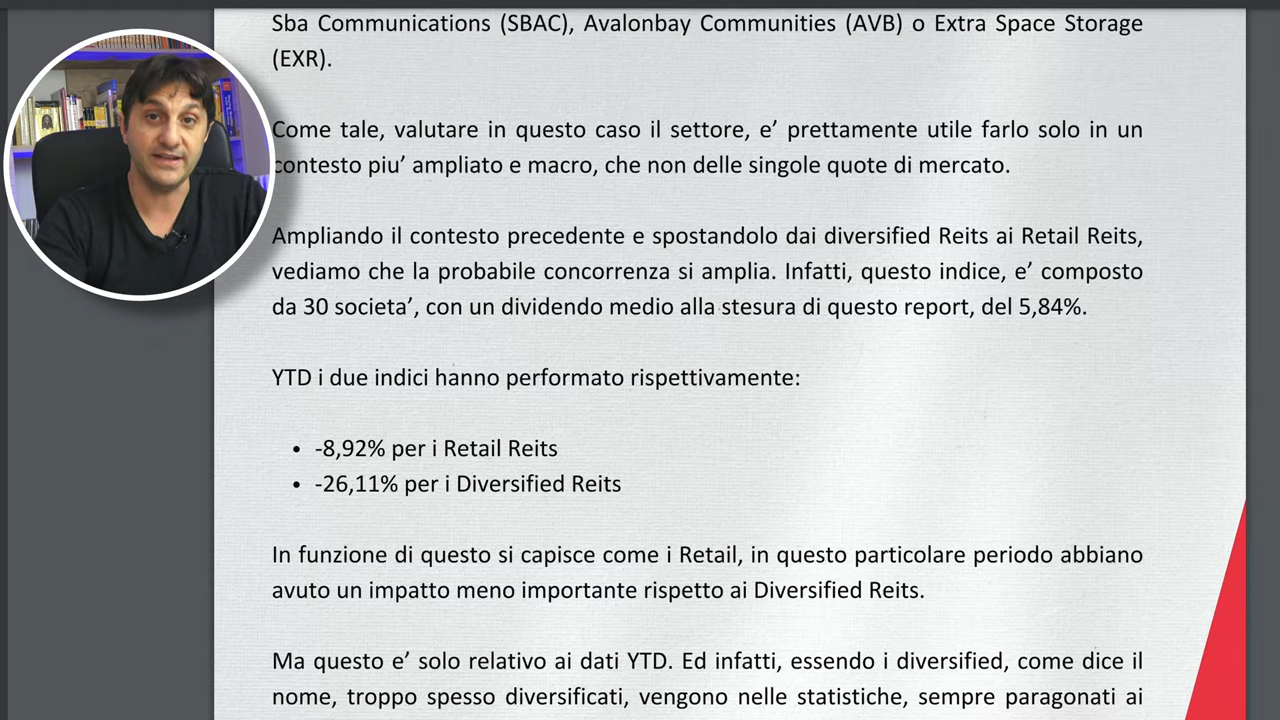 Sba Communications (SBAC), Avalonbay Communities (AVB) o Extra Space Storage
(EXR).
Come tale, valutare in questo caso il settore, e’ prettamente utile farlo solo in un
contesto piu’ ampliato e macro, che non delle singole quote di mercato.
Ampliando il contesto precedente e spostandolo dai diversified Reits ai Retail Reits,
vediamo che la probabile concorrenza si amplia. Infatti, questo indice, e’ composto
da 30 societa’, con un dividendo medio alla stesura di questo report, del 5,84%.
YTD i due indici hanno performato rispettivamente:
• -8,92% per i Retail Reits
• -26,11% per i Diversified Reits
In funzione di questo si capisce come i Retail, in questo particolare periodo abbiano
avuto un impatto meno importante rispetto ai Diversified Reits.
Ma questo e’ solo relativo ai dati YTD. Ed infatti, essendo i diversified, come dice il
nome, troppo spesso diversificati, vengono nelle statistiche, sempre paragonati ai